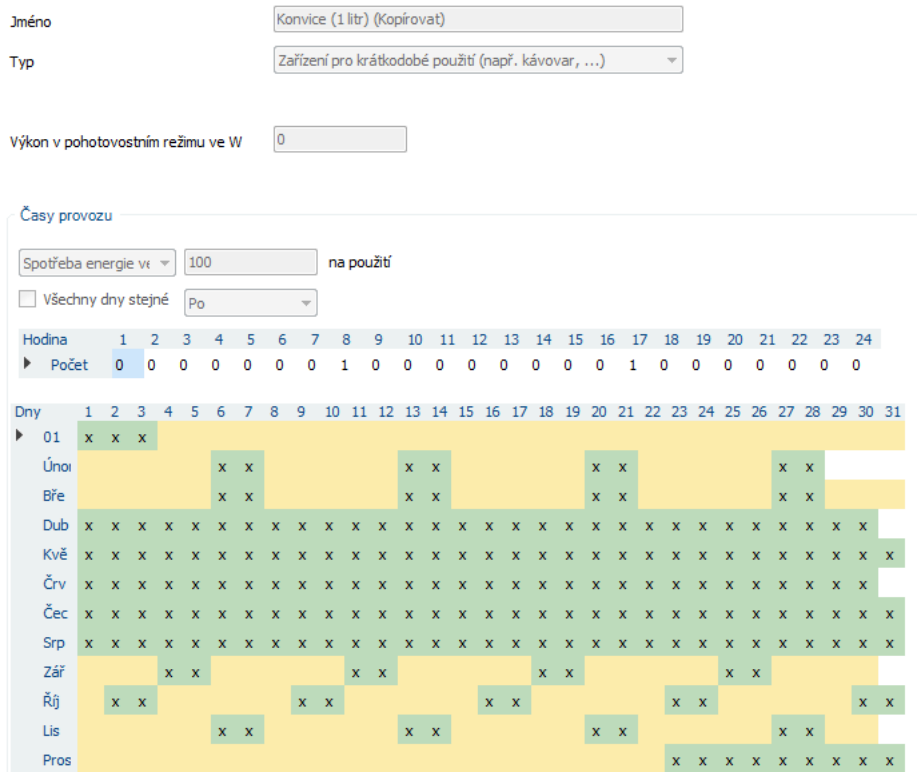 Jméno Konvice (1 litr) (Kopírovat)
Typ Zařízení pro krátkodobé použití (např. kávovar, ...)
Výkon v pohotovostním režimu ve W 0
Časy provozu
Spotřeba energie ve 100 na použití
Všechny dny stejné Po
Hodina 1 2 3 4 5 6 7 8 9 10 11 12 13 14 15 16 17 18 19 20 21 22 23 24
Počet 0 0 0 0 0 0 0 1 0 0 0 0 0 0 0 0 1 0 0 0 0 0 0 0
Dny 1 2 3 4 5 6 7 8 9 10 11 12 13 14 15 16 17 18 19 20 21 22 23 24 25 26 27 28 29 30 31
01 x x x
Únor x x x x x x x x
Bře x x x x x x x x
Dub x x x x x x x x x x x x x x x x x x x x x x x x x x x x x x
Kvě x x x x x x x x x x x x x x x x x x x x x x x x x x x x x x x
Črv x x x x x x x x x x x x x x x x x x x x x x x x x x x x x x
Čec x x x x x x x x x x x x x x x x x x x x x x x x x x x x x x x
Srp x x x x x x x x x x x x x x x x x x x x x x x x x x x x x x x
Zář x x x x x x x x
Říj x x x x x x x x x x
Lis x x x x x x x x
Pros x x x x x x x x x